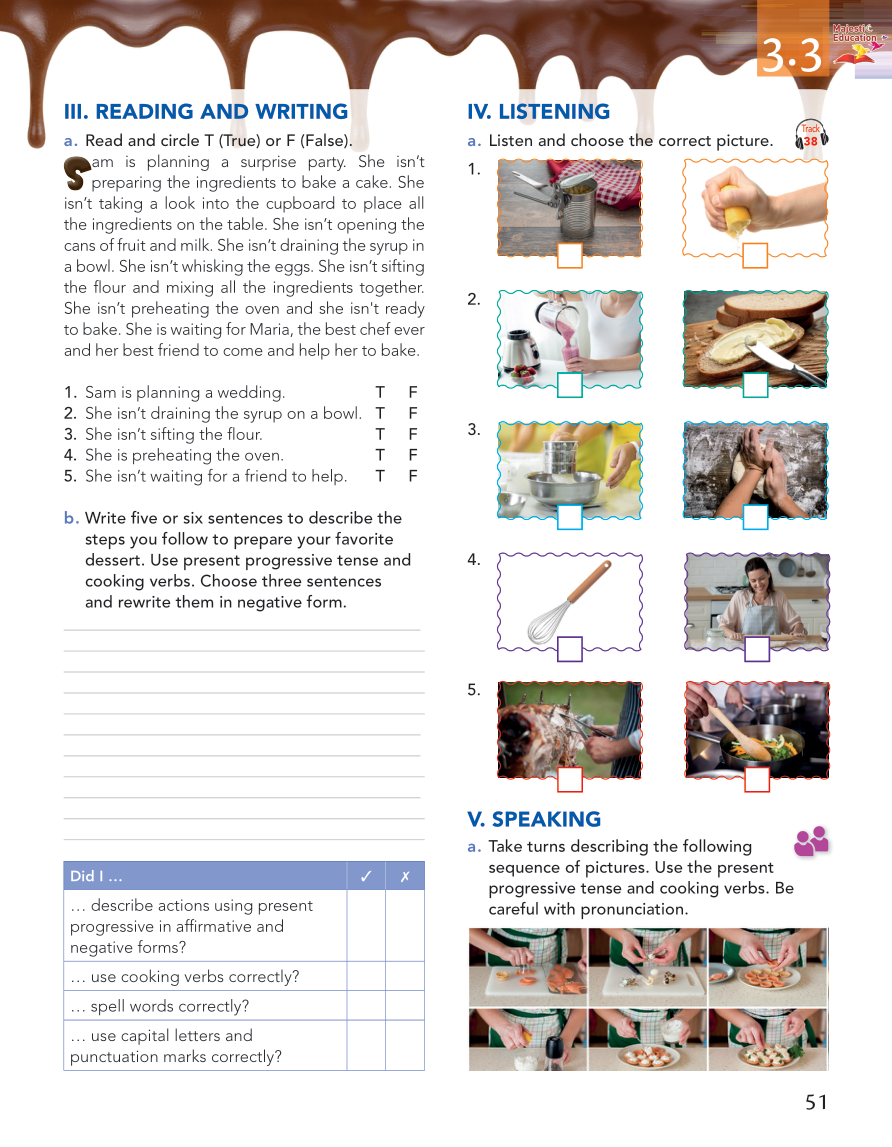 3.3
Majestic
Education
III. READING AND WRITING
a. Read and circle T (True) or F (False).
Sam is planning a surprise party. She isn't
preparing the ingredients to bake a cake. She
isn't taking a look into the cupboard to place all
the ingredients on the table. She isn't opening the
cans of fruit and milk. She isn't draining the syrup in
a bowl. She isn't whisking the eggs. She isn't sifting
the flour and mixing all the ingredients together.
She isn't preheating the oven and she isn't ready
to bake. She is waiting for Maria, the best chef ever
and her best friend to come and help her to bake.
1. Sam is planning a wedding. T F
2. She isn't draining the syrup on a bowl. T F
3. She isn't sifting the flour. T F
4. She is preheating the oven. T F
5. She isn't waiting for a friend to help. T F
b. Write five or six sentences to describe the
steps you follow to prepare your favorite
dessert. Use present progressive tense and
cooking verbs. Choose three sentences
and rewrite them in negative form.
Did I ... ✓ ✗
... describe actions using present
progressive in affirmative and
negative forms?
... use cooking verbs correctly?
... spell words correctly?
... use capital letters and
punctuation marks correctly?
IV. LISTENING
a. Listen and choose the correct picture.
Track
38
1.
2.
3.
4.
5.
V. SPEAKING
a. Take turns describing the following
sequence of pictures. Use the present
progressive tense and cooking verbs. Be
careful with pronunciation.
51